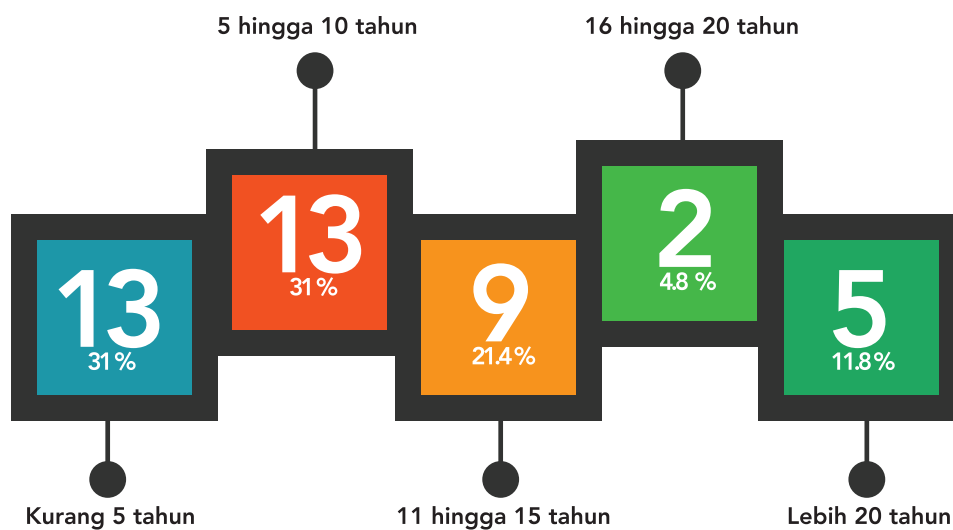 5 hingga 10 tahun
16 hingga 20 tahun
13
31 %
13
31 %
9
21.4 %
2
4.8 %
5
11.8 %
Kurang 5 tahun
11 hingga 15 tahun
Lebih 20 tahun